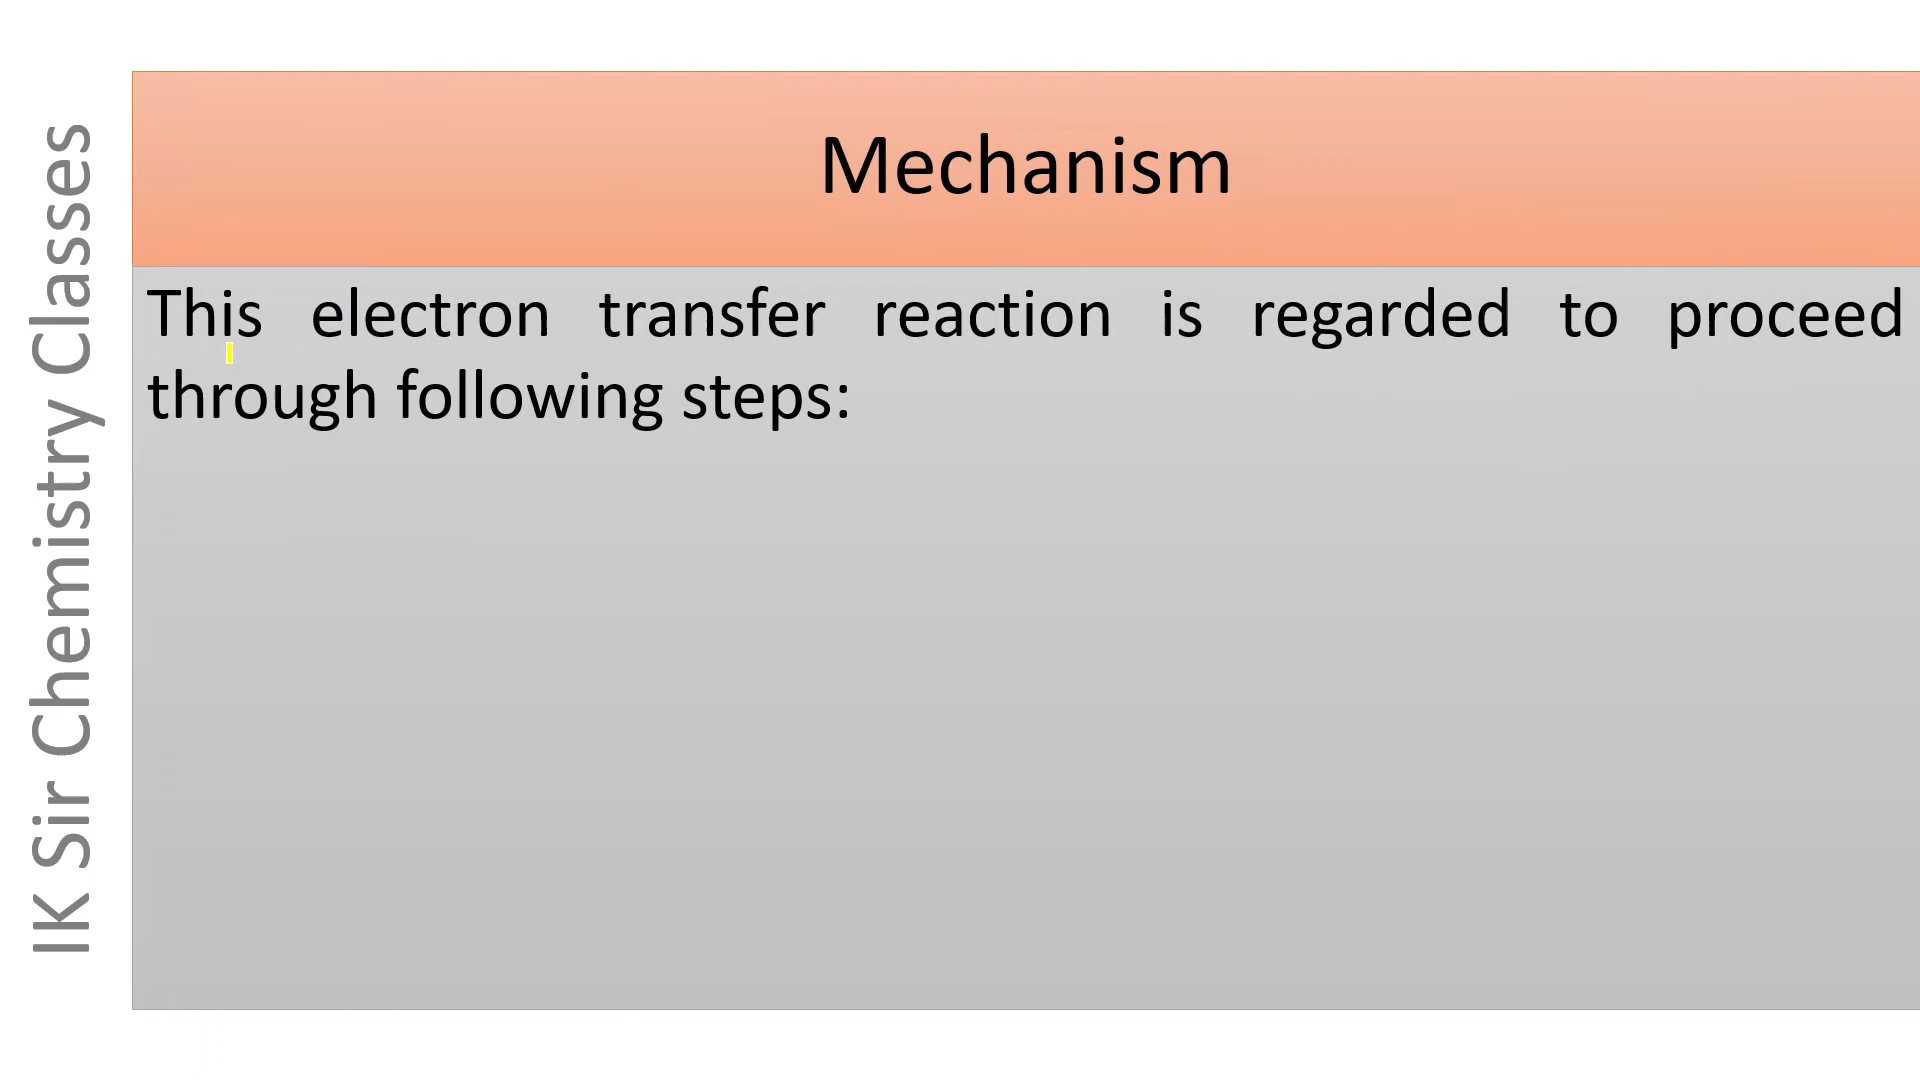 IK Sir Chemistry Classes
Mechanism
This electron transfer reaction is regarded to proceed
through following steps: